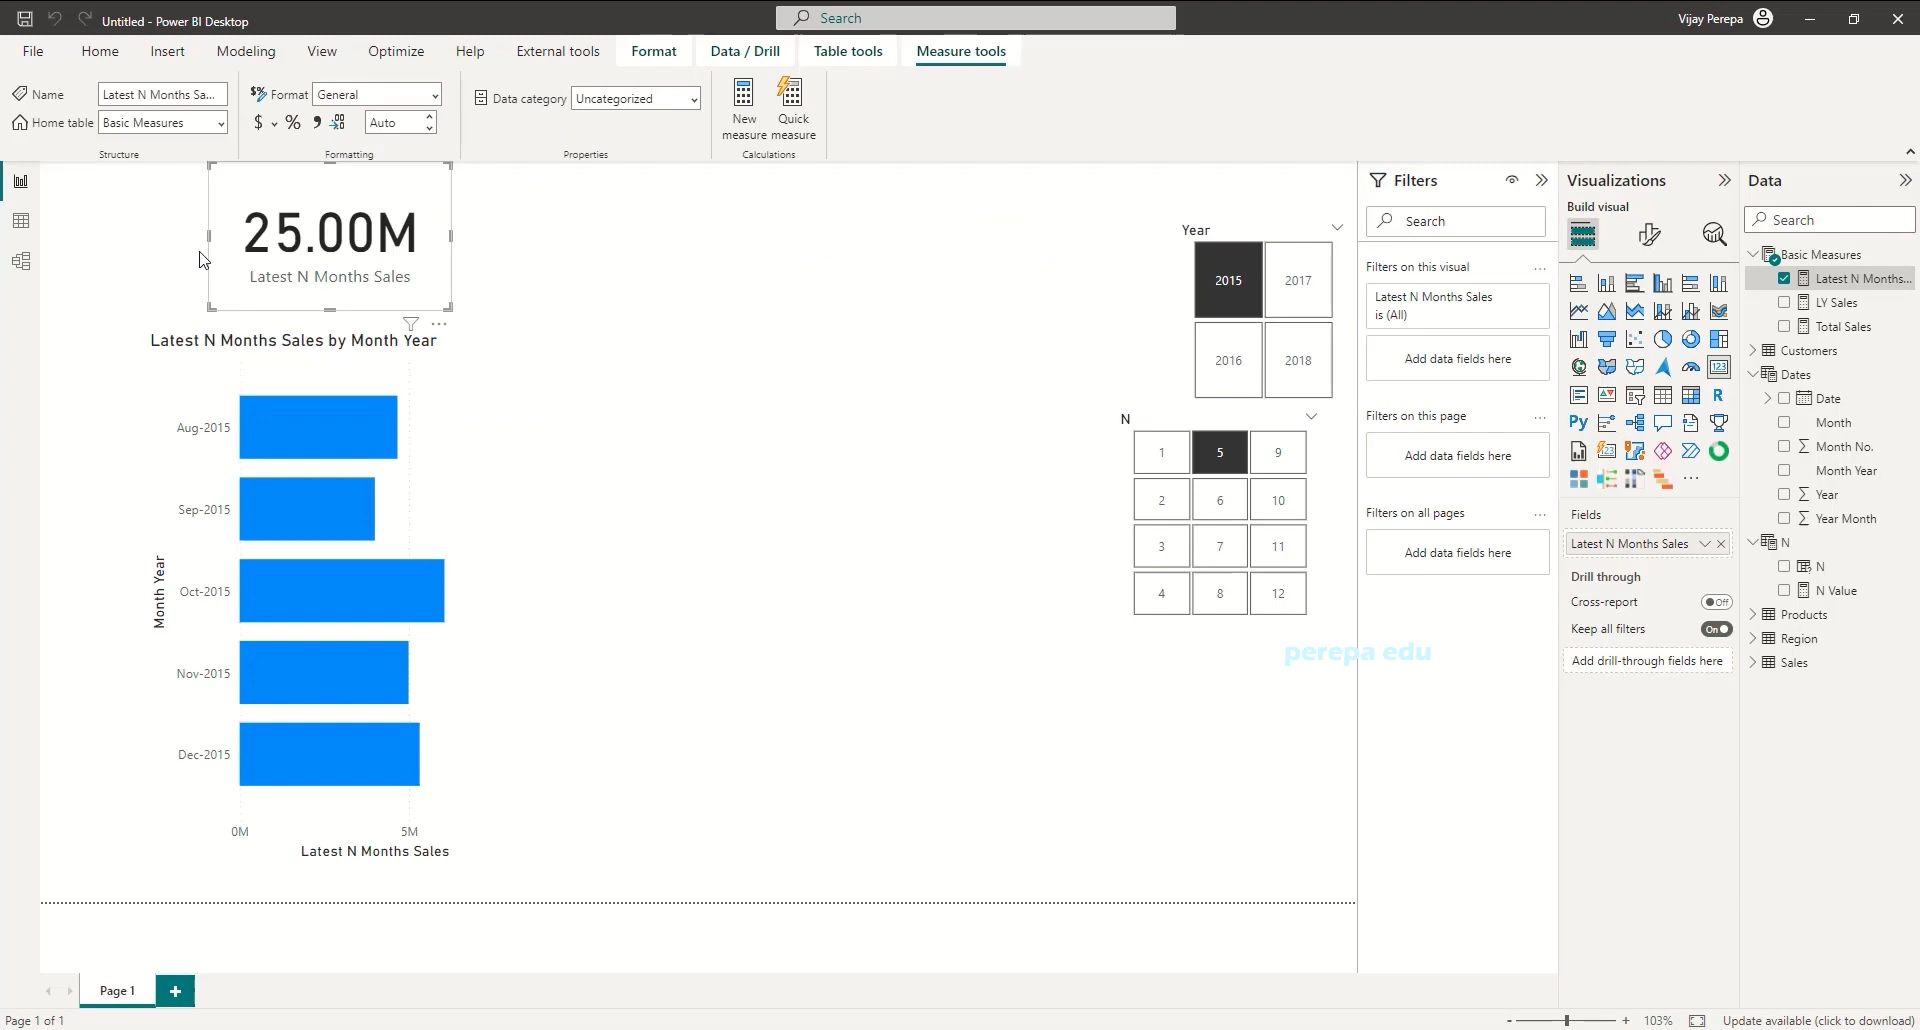 Untitled - Power BI Desktop
Search
Vijay Perepa
File
Home
Insert
Modeling
View
Optimize
Help
External tools
Format
Data / Drill
Table tools
Measure tools
Name
Latest N Months Sa...
Home table
Basic Measures
Structure
$% Format
General
$
%
Auto
Formatting
Data category
Uncategorized
Properties
New
measure
Quick
measure
Calculations
25.00M
Latest N Months Sales
Latest N Months Sales by Month Year
Month Year
Aug-2015
Sep-2015
Oct-2015
Nov-2015
Dec-2015
0M
5M
Latest N Months Sales
Year
2015
2017
2016
2018
N
1
5
9
2
6
10
3
7
11
4
8
12
perepa edu
Filters
Search
Filters on this visual
...
Latest N Months Sales
is (All)
Add data fields here
Filters on this page
...
Add data fields here
Filters on all pages
...
Add data fields here
Visualizations
Build visual
123
R
Py
...
Fields
Latest N Months Sales
Drill through
Cross-report
Off
Keep all filters
On
Add drill-through fields here
Data
Search
Basic Measures
Latest N Months...
LY Sales
Total Sales
Customers
Dates
Date
Month
Month No.
Month Year
Year
Year Month
N
N
N Value
Products
Region
Sales
Page 1
Page 1 of 1
103%
Update available (click to download)